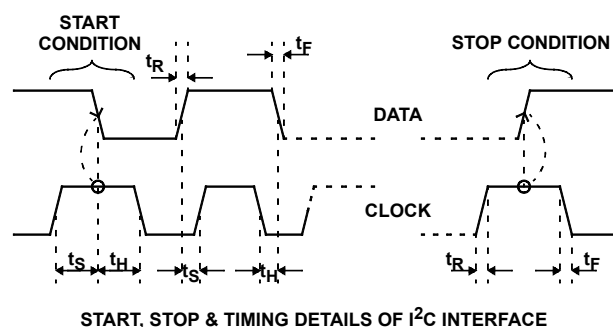 START
CONDITION
tR
tF
STOP CONDITION
DATA
CLOCK
tS
tH
tS
tH
tR
tF
START, STOP & TIMING DETAILS OF I²C INTERFACE